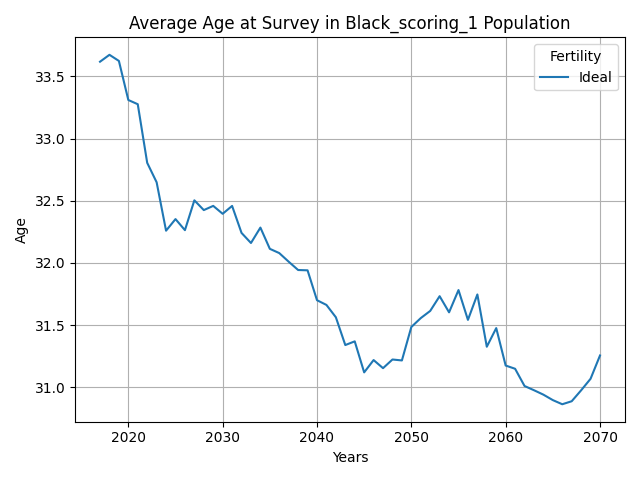 Average Age at Survey in Black_scoring_1 Population
Fertility
Ideal
Age
33.5
33.0
32.5
32.0
31.5
31.0
2020 2030 2040 2050 2060 2070
Years